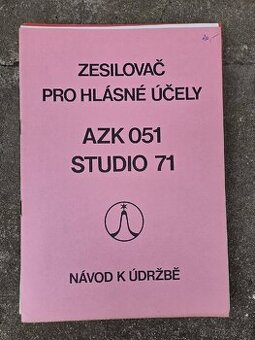 ZESILOVAČ
PRO HLÁSNÉ ÚČELY
AZK 051
STUDIO 71
NÁVOD K ÚDRŽBĚ